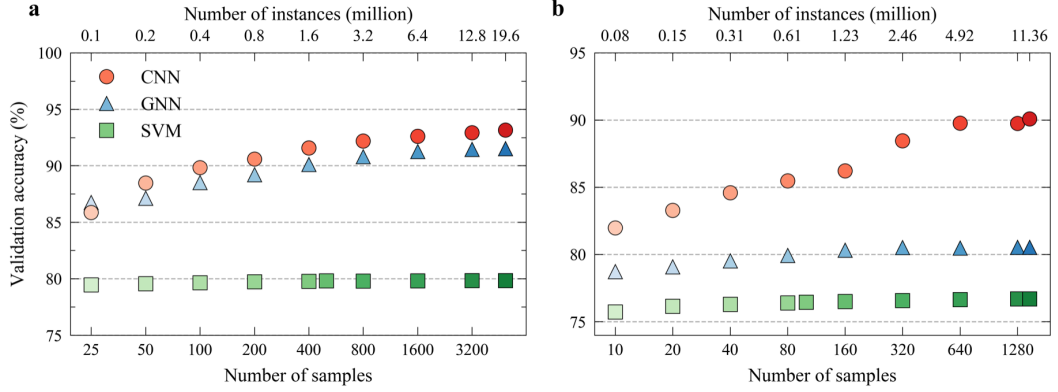 a
Number of instances (million)
0.1 0.2 0.4 0.8 1.6 3.2 6.4 12.8 19.6
100
95
90
85
80
75
Validation accuracy (%)
CNN
GNN
SVM
25 50 100 200 400 800 1600 3200
Number of samples
b
Number of instances (million)
0.08 0.15 0.31 0.61 1.23 2.46 4.92 11.36
95
90
85
80
75
10 20 40 80 160 320 640 1280
Number of samples